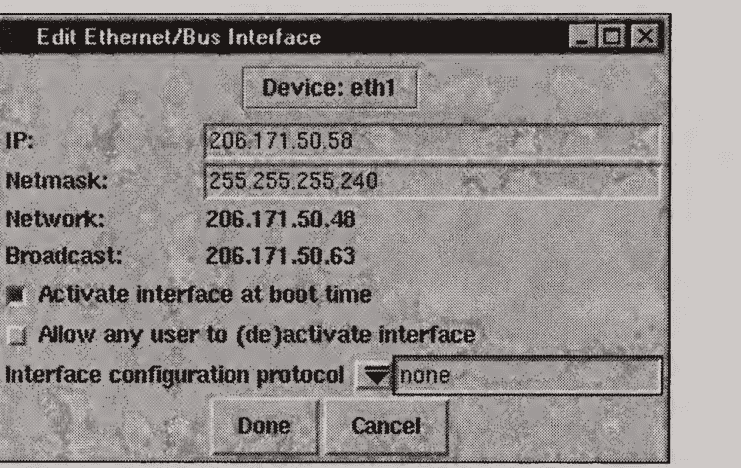 Edit Ethernet/Bus Interface
Device: eth1
IP: 206.171.50.58
Netmask: 255.255.255.240
Network: 206.171.50.48
Broadcast: 206.171.50.63
Activate interface at boot time
Allow any user to (de)activate interface
Interface configuration protocol none
Done Cancel